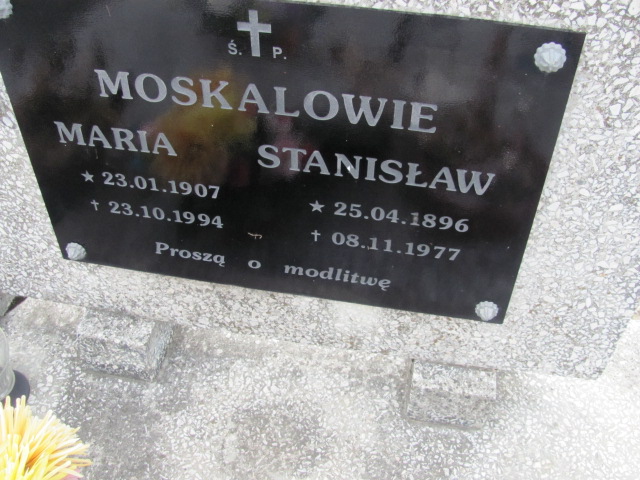 Ś. P.
MOSKALOWIE
MARIA
★ 23.01.1907
✝ 23.10.1994
STANISŁAW
★ 25.04.1896
✝ 08.11.1977
Proszą o modlitwę